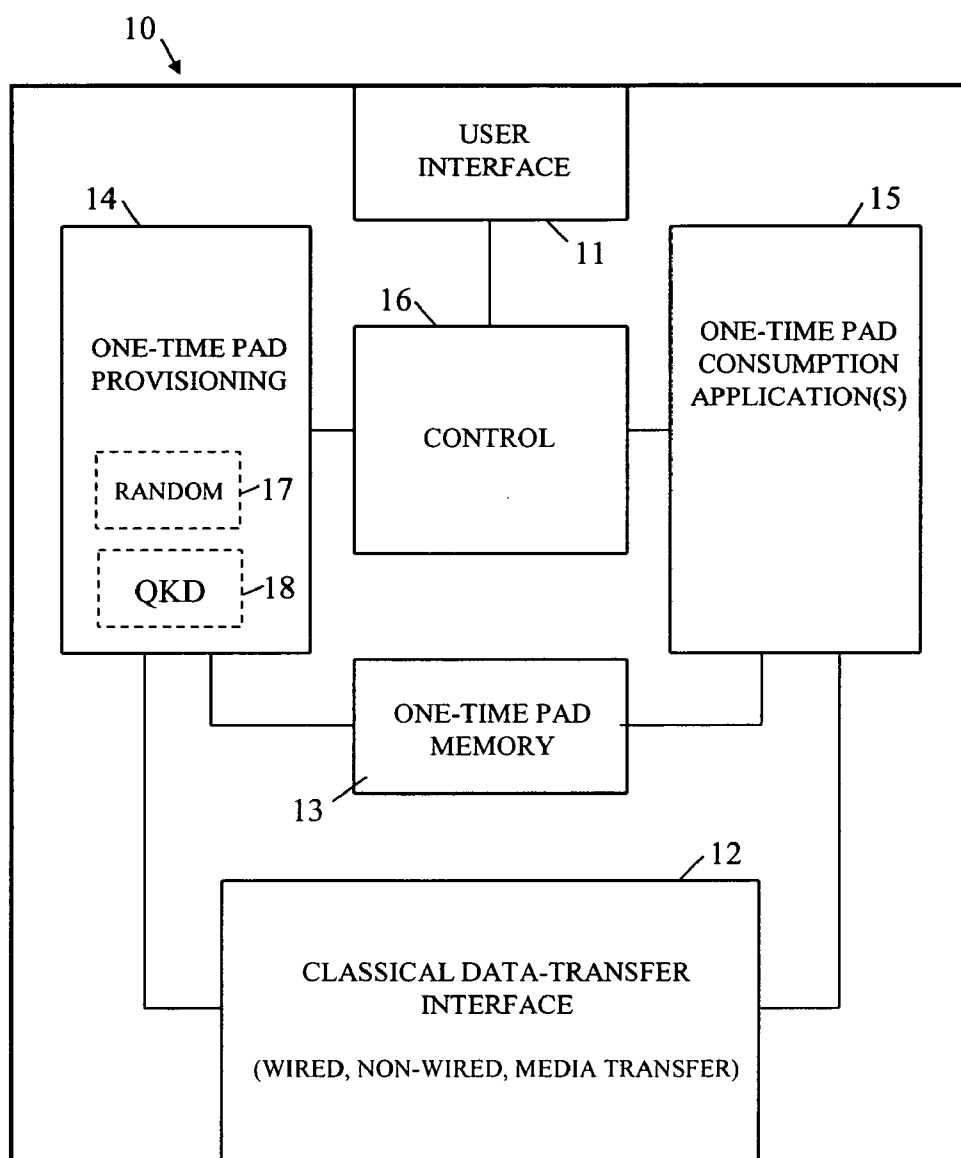 10
USER
INTERFACE
14
15
11
16
ONE-TIME PAD
PROVISIONING
ONE-TIME PAD
CONSUMPTION
APPLICATION(S)
CONTROL
RANDOM
17
QKD
18
ONE-TIME PAD
MEMORY
13
12
CLASSICAL DATA-TRANSFER
INTERFACE
(WIRED, NON-WIRED, MEDIA TRANSFER)